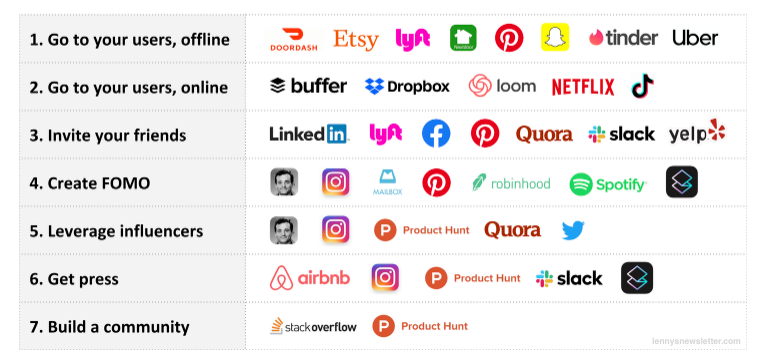 1. Go to your users, offline DOORDASH Etsy lyft Nextdoor tinder Uber
2. Go to your users, online buffer Dropbox loom NETFLIX
3. Invite your friends LinkedIn lyft Quora slack yelp
4. Create FOMO MAILBOX robinhood Spotify
5. Leverage influencers P Product Hunt Quora
6. Get press airbnb P Product Hunt slack
7. Build a community stackoverflow P Product Hunt
lennysnewsletter.com